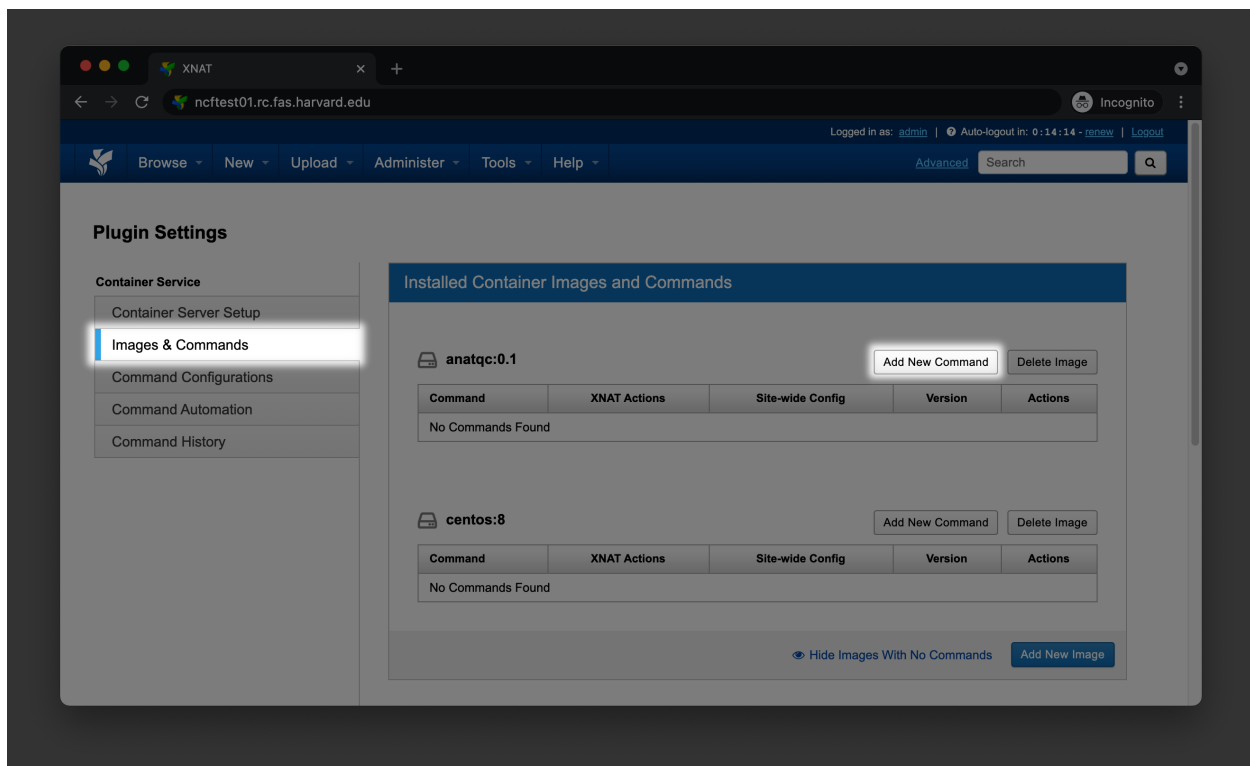 XNAT
ncftest01.rc.fas.harvard.edu
Incognito
Logged in as: admin | Auto-logout in: 0:14:14 - renew | Logout
Browse New Upload Administer Tools Help Advanced Search
Plugin Settings
Container Service
Container Server Setup
Images & Commands
Command Configurations
Command Automation
Command History
Installed Container Images and Commands
anatqc:0.1 Add New Command Delete Image
Command XNAT Actions Site-wide Config Version Actions
No Commands Found
centos:8 Add New Command Delete Image
Command XNAT Actions Site-wide Config Version Actions
No Commands Found
Hide Images With No Commands Add New Image